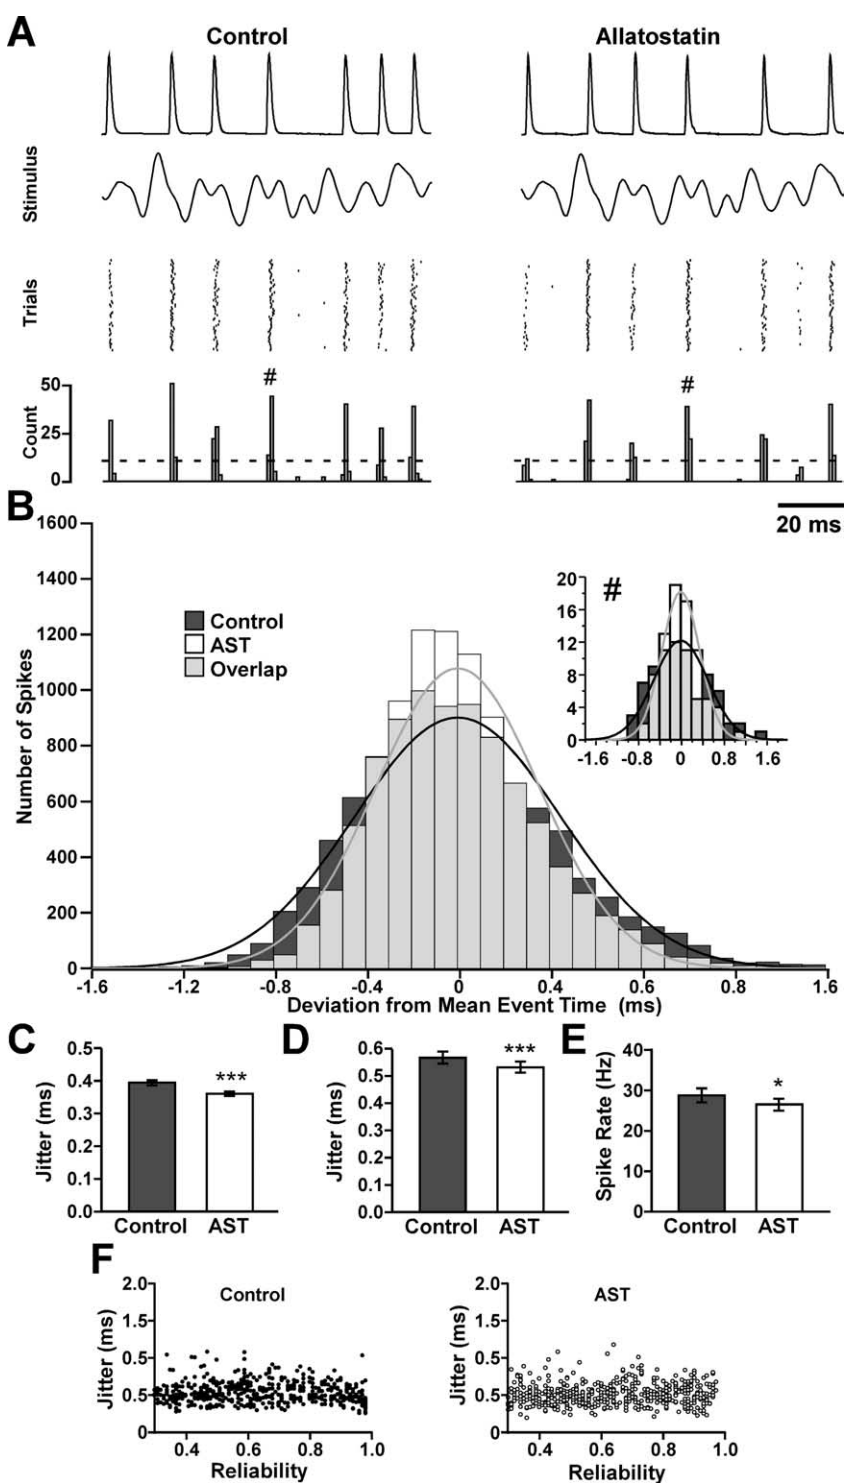 A
Control
Allatostatin
Stimulus
Trials
Count
50
25
0
#
#
20 ms
B
1600
1400
1200
1000
800
600
400
200
0
Number of Spikes
Control
AST
Overlap
#
20
16
12
8
4
0
-1.6 -0.8 0 0.8 1.6
-1.6 -1.2 -0.8 -0.4 0 0.4 0.6 0.8 1.6
Deviation from Mean Event Time (ms)
C
Jitter (ms)
0.5
0.4
0.3
0.2
0.1
0.0
***
Control AST
D
Jitter (ms)
0.6
0.5
0.4
0.3
0.2
0.1
0.0
***
Control AST
E
Spike Rate (Hz)
40
30
20
10
0
*
Control AST
F
Control
Jitter (ms)
2.0
1.5
0.5
0.5
0
0.4 0.6 0.8 1.0
Reliability
AST
Jitter (ms)
2.0
1.5
0.5
0.5
0
0.4 0.6 0.8 1.0
Reliability